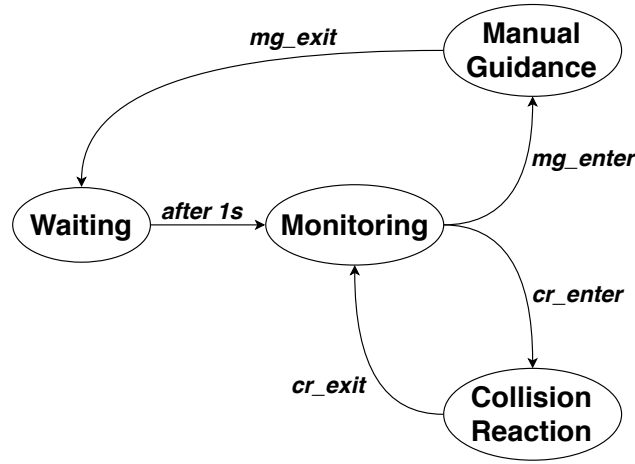 mg_exit
Manual
Guidance
mg_enter
Waiting
after 1s
Monitoring
cr_enter
cr_exit
Collision
Reaction